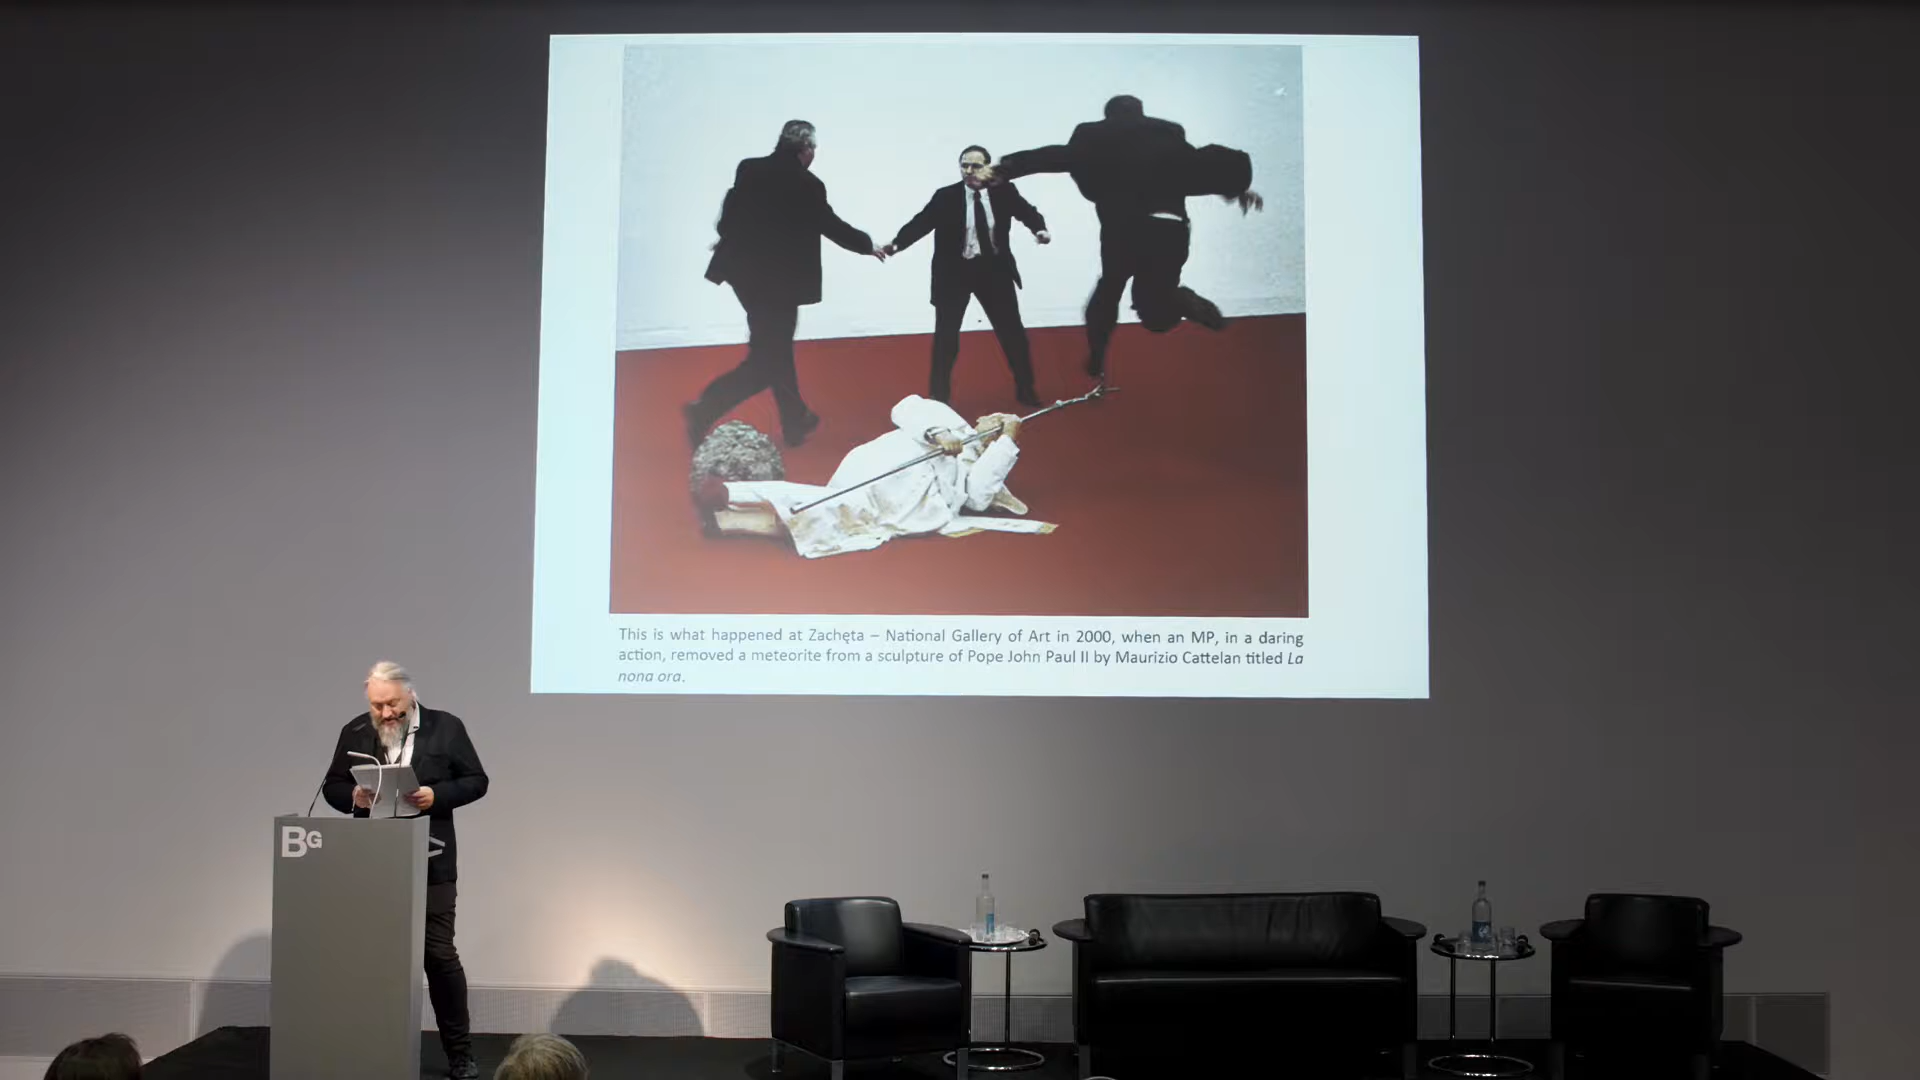 This is what happened at Zachęta – National Gallery of Art in 2000, when an MP, in a daring
action, removed a meteorite from a sculpture of Pope John Paul II by Maurizio Cattelan titled La
nona ora.
BG